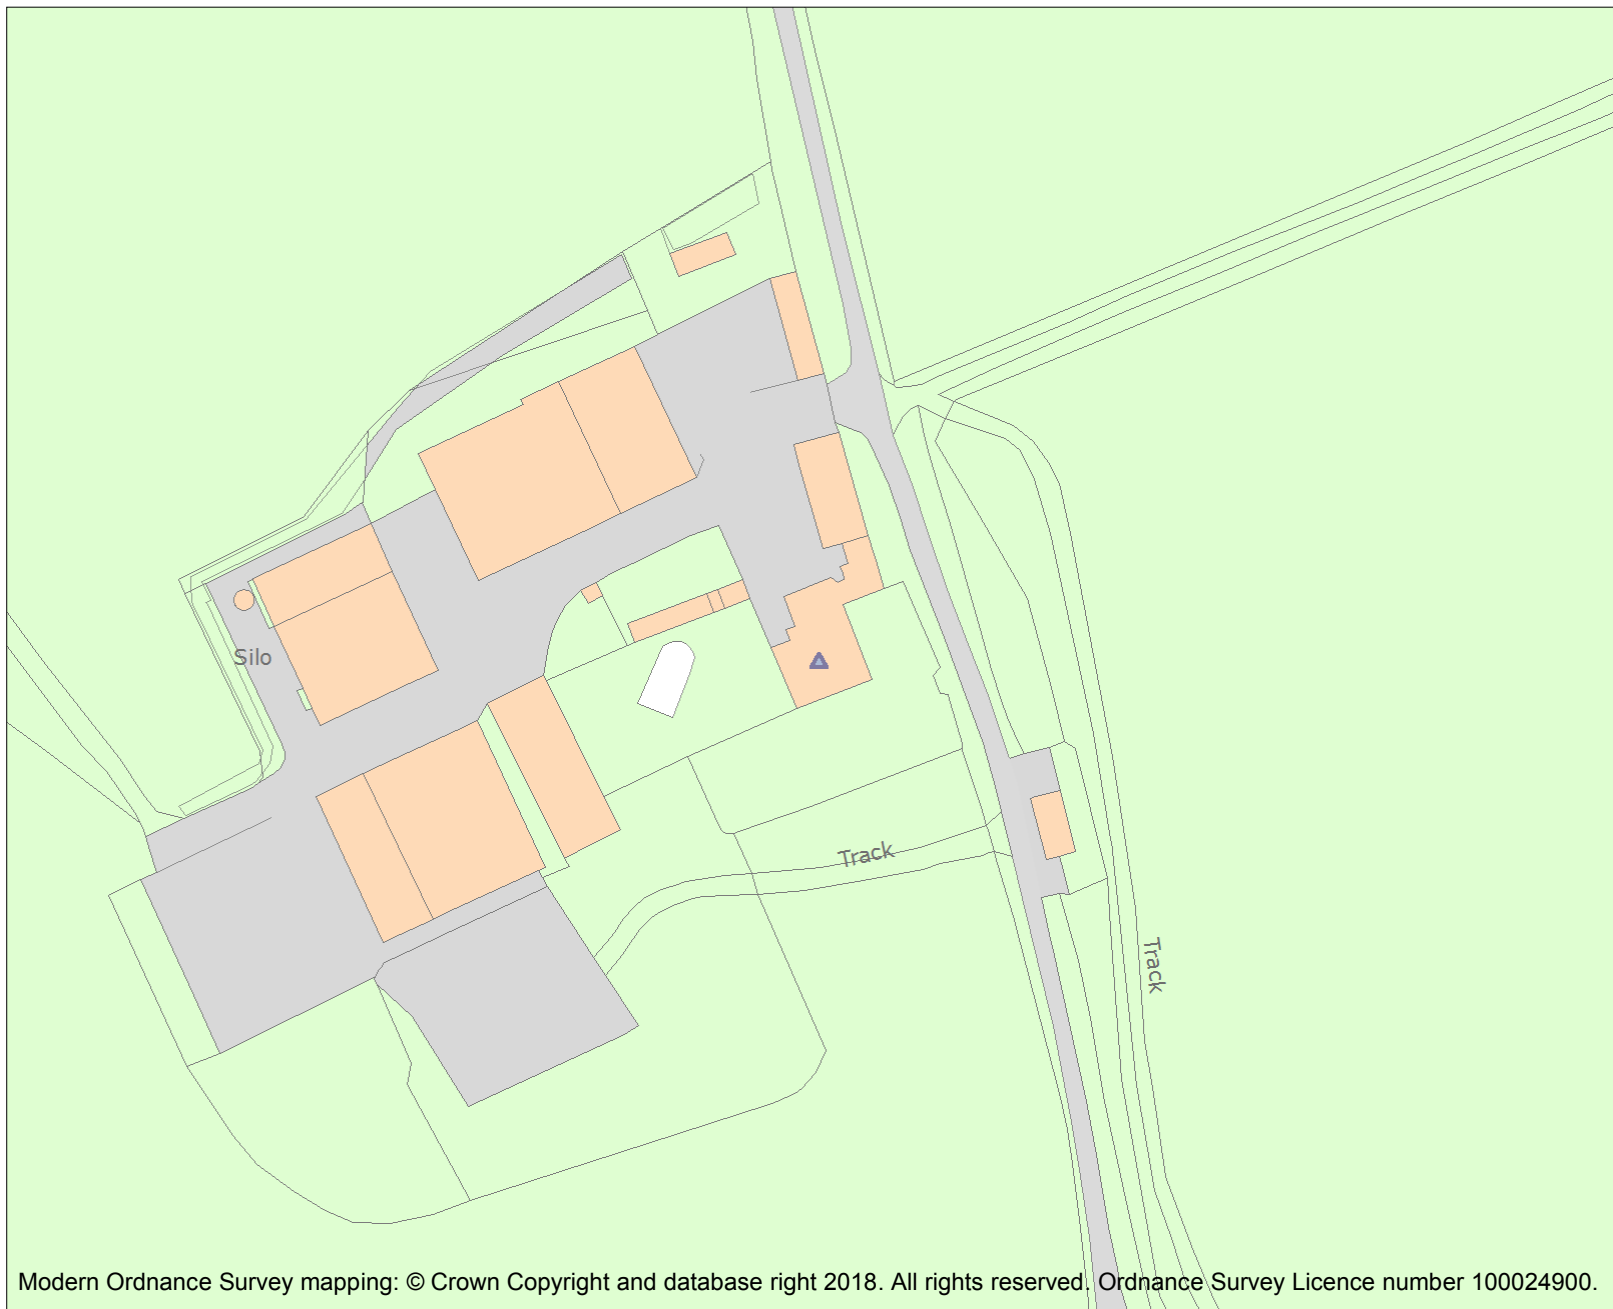 Silo
Track
Track
Modern Ordnance Survey mapping: © Crown Copyright and database right 2018. All rights reserved. Ordnance Survey Licence number 100024900.